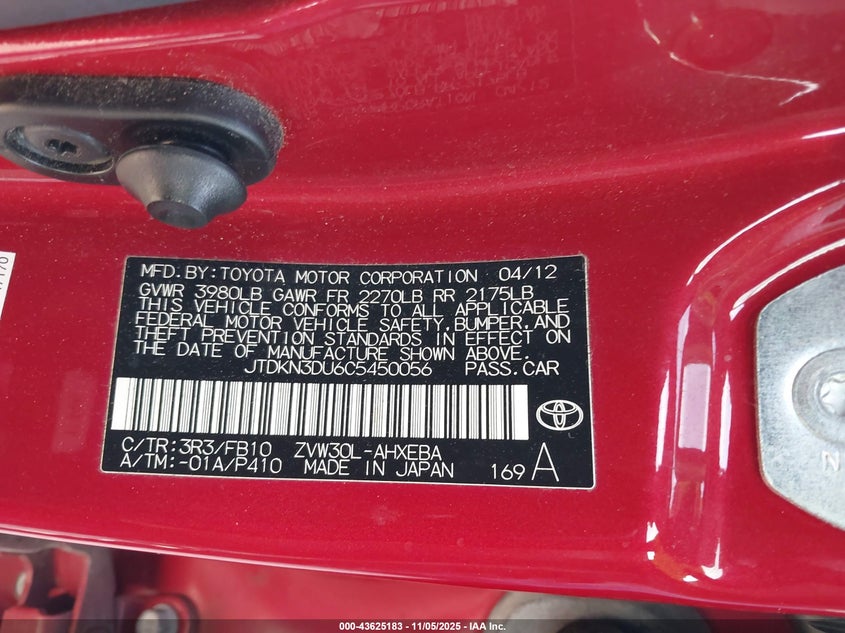 MFD. BY: TOYOTA MOTOR CORPORATION 04/12
GVWR 3980LB GAWR FR 2270LB RR 2175LB
THIS VEHICLE CONFORMS TO ALL APPLICABLE
FEDERAL MOTOR VEHICLE SAFETY, BUMPER, AND
THEFT PREVENTION STANDARDS IN EFFECT ON
THE DATE OF MANUFACTURE SHOWN ABOVE.
JTDKN3DU6C5450056 PASS.CAR
C/TR:3R3/FB10 ZVW30L-AHXEBA
A/TM:-01A/P410 MADE IN JAPAN 169 A
000-43625183 - 11/05/2025 - IAA Inc.